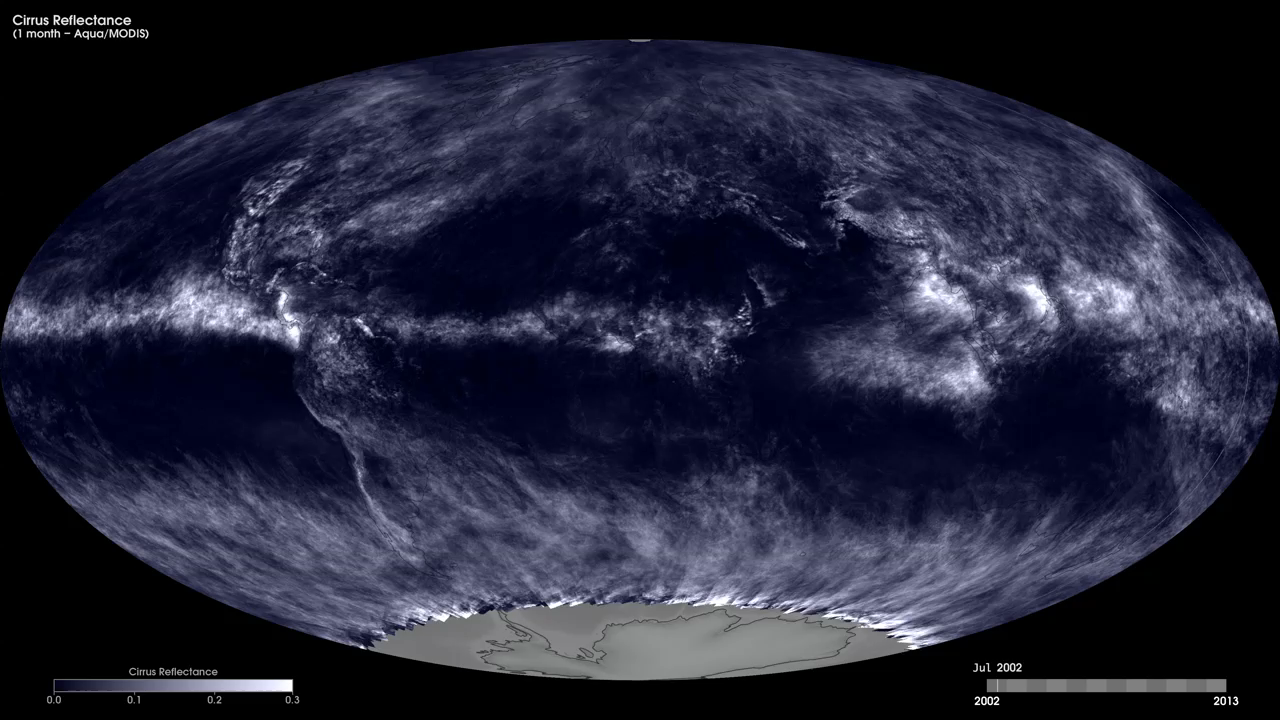 Cirrus Reflectance
(1 month – Aqua/MODIS)
Cirrus Reflectance
0.0 0.1 0.2 0.3
Jul 2002
2002 2013